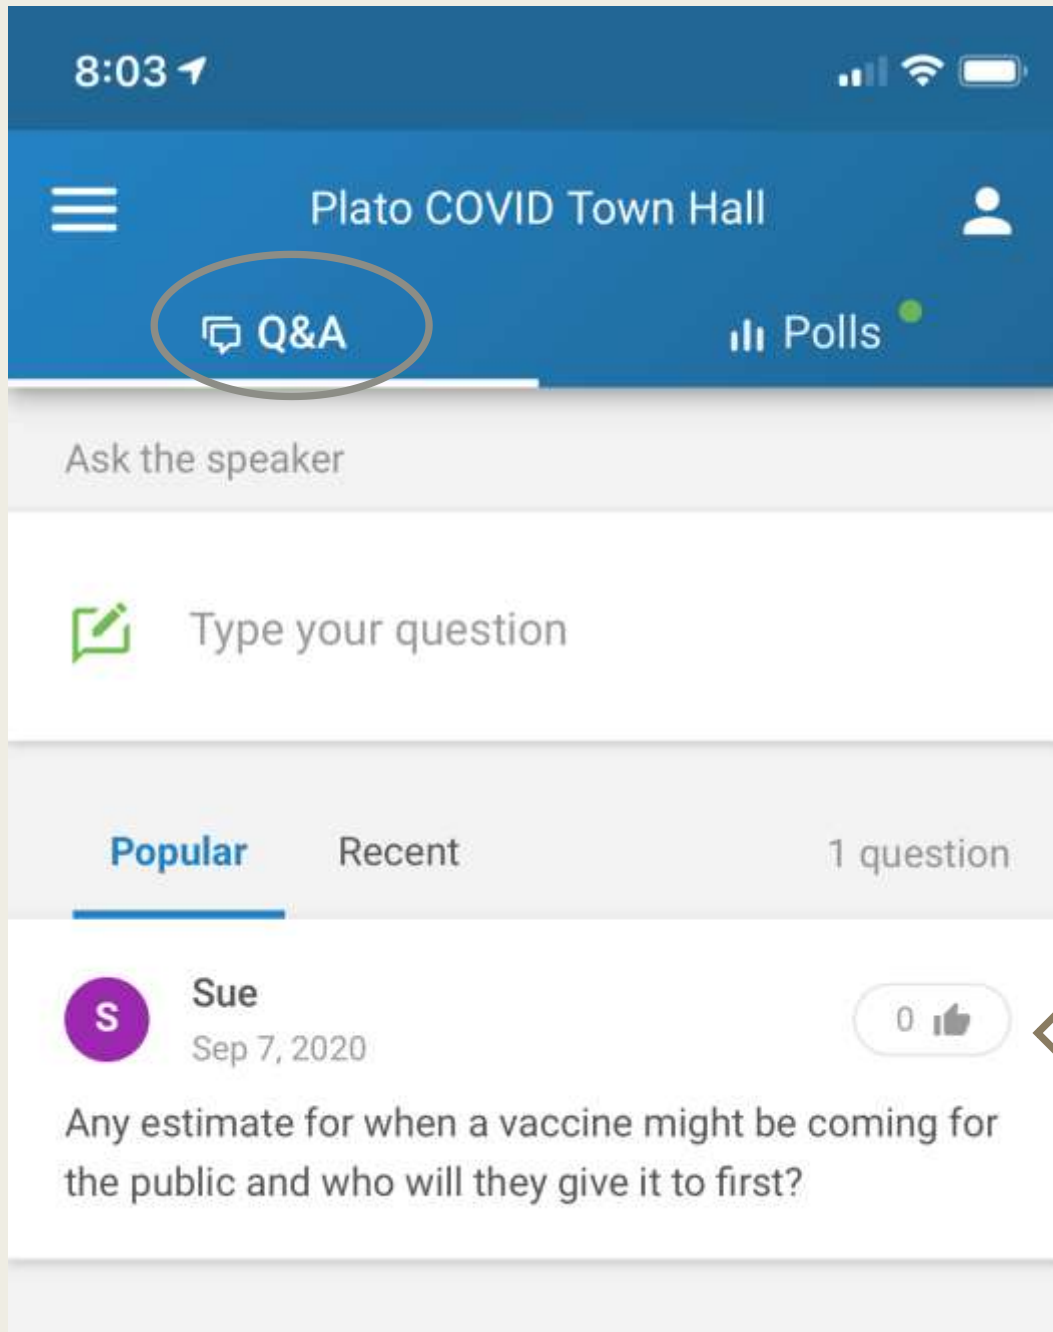 8:03
Plato COVID Town Hall
Q&A
Polls
Ask the speaker
Type your question
Popular Recent 1 question
S
Sue
0
Sep 7, 2020
Any estimate for when a vaccine might be coming for
the public and who will they give it to first?